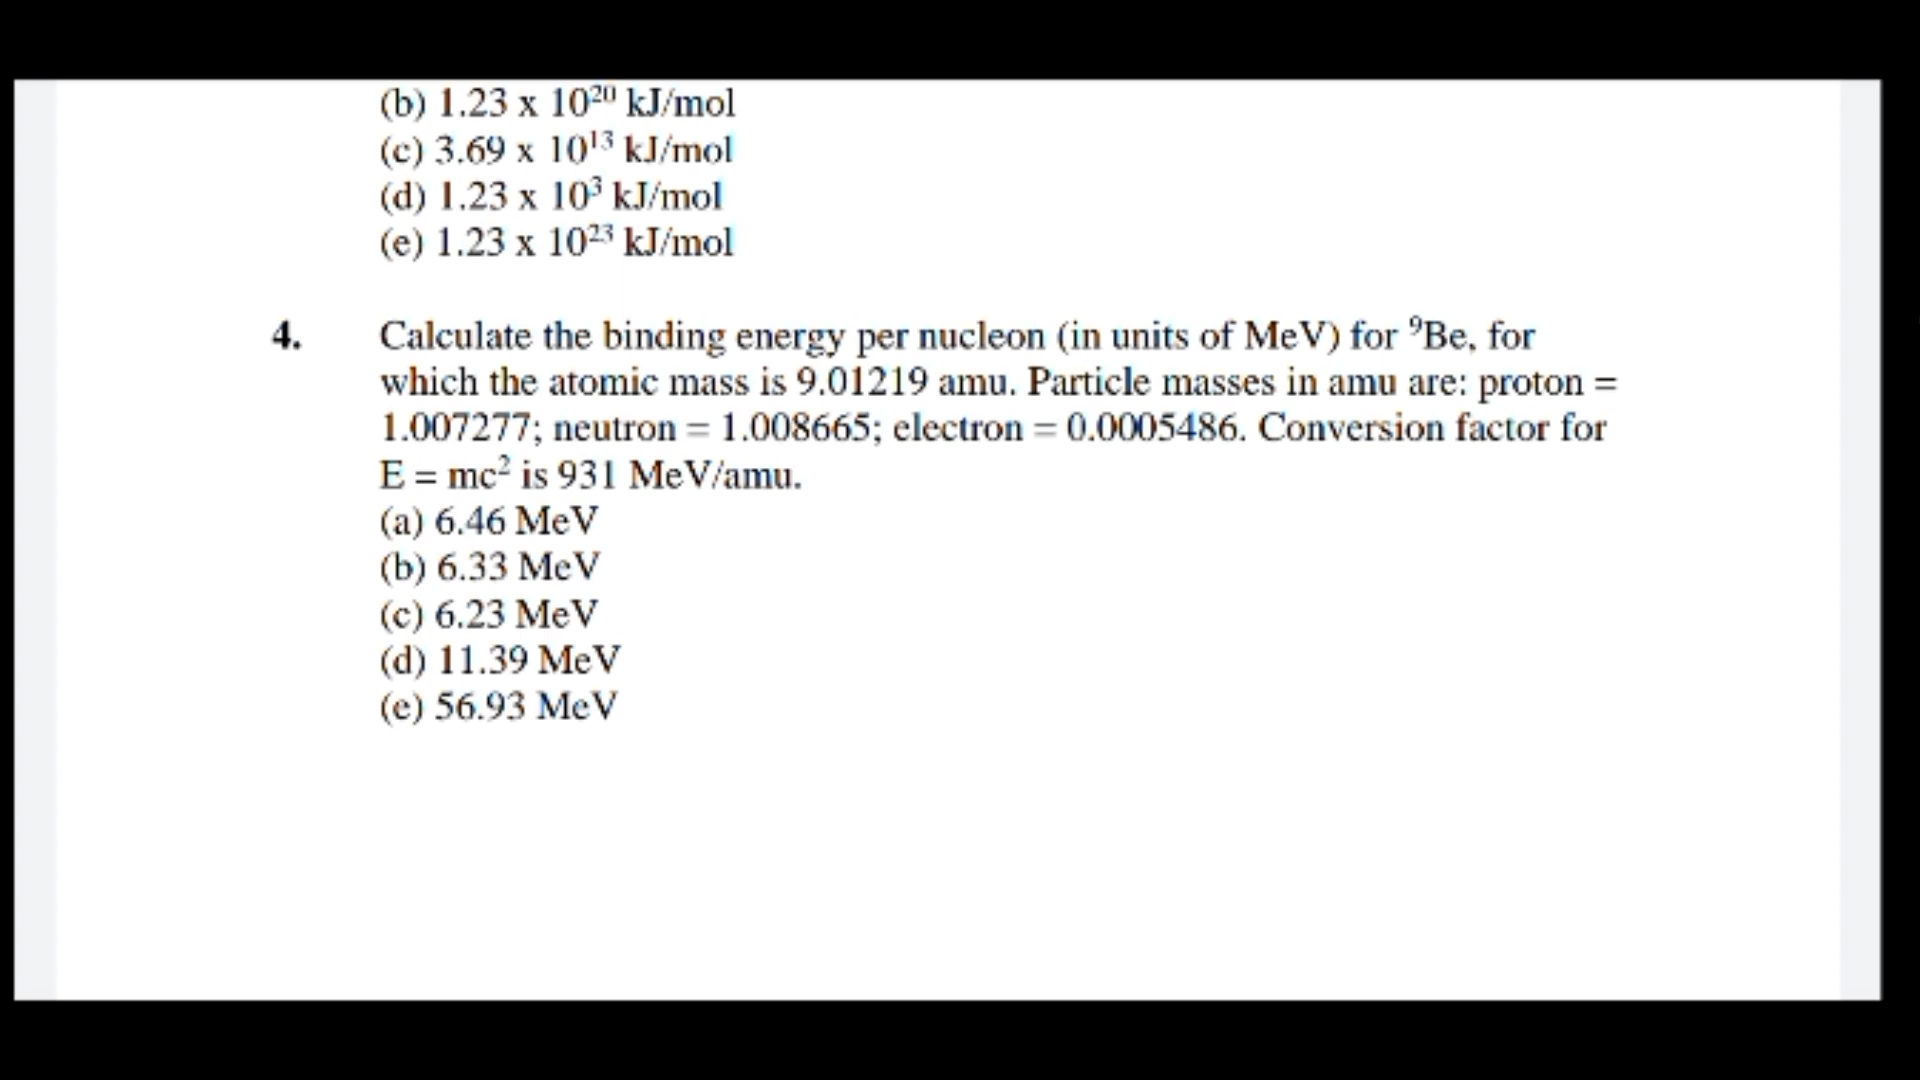 (b) 1.23 x 10²⁰ kJ/mol
(c) 3.69 x 10¹³ kJ/mol
(d) 1.23 x 10³ kJ/mol
(e) 1.23 x 10²³ kJ/mol
4. Calculate the binding energy per nucleon (in units of MeV) for ⁹Be, for
which the atomic mass is 9.01219 amu. Particle masses in amu are: proton =
1.007277; neutron = 1.008665; electron = 0.0005486. Conversion factor for
E = mc² is 931 MeV/amu.
(a) 6.46 MeV
(b) 6.33 MeV
(c) 6.23 MeV
(d) 11.39 MeV
(e) 56.93 MeV